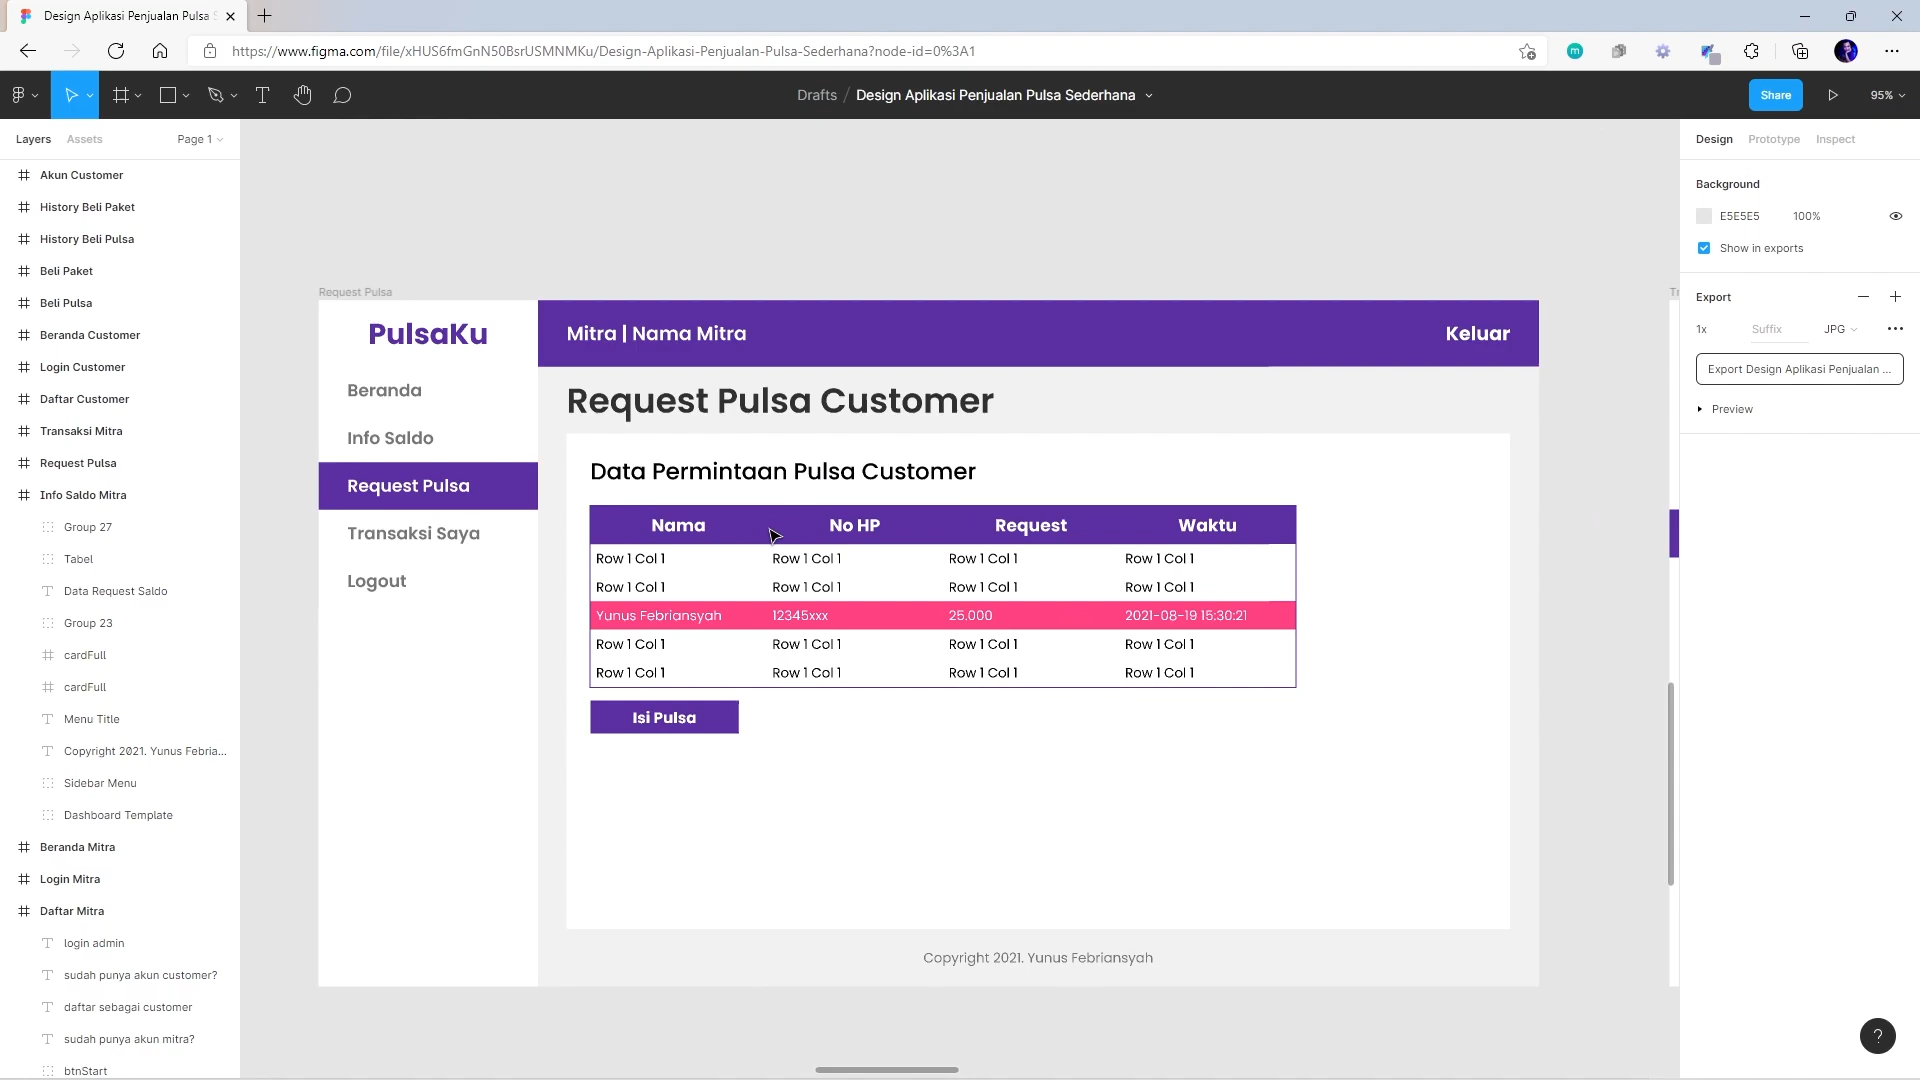 Design Aplikasi Penjualan Pulsa S
https://www.figma.com/file/xHUS6fmGnN50BsrUSMNMKu/Design-Aplikasi-Penjualan-Pulsa-Sederhana?node-id=0%3A1
m
Drafts / Design Aplikasi Penjualan Pulsa Sederhana
Share
95%
Layers
Assets
Page 1
Akun Customer
History Beli Paket
History Beli Pulsa
Beli Paket
Beli Pulsa
Beranda Customer
Login Customer
Daftar Customer
Transaksi Mitra
Request Pulsa
Info Saldo Mitra
Group 27
Tabel
Data Request Saldo
Group 23
cardFull
cardFull
Menu Title
Copyright 2021. Yunus Febria...
Sidebar Menu
Dashboard Template
Beranda Mitra
Login Mitra
Daftar Mitra
login admin
sudah punya akun customer?
daftar sebagai customer
sudah punya akun mitra?
btnStart
Request Pulsa
Tr
PulsaKu
Beranda
Info Saldo
Request Pulsa
Transaksi Saya
Logout
Mitra | Nama Mitra
Keluar
Request Pulsa Customer
Data Permintaan Pulsa Customer
Nama No HP Request Waktu
Row 1 Col 1 Row 1 Col 1 Row 1 Col 1 Row 1 Col 1
Row 1 Col 1 Row 1 Col 1 Row 1 Col 1 Row 1 Col 1
Yunus Febriansyah 12345xxx 25.000 2021-08-19 15:30:21
Row 1 Col 1 Row 1 Col 1 Row 1 Col 1 Row 1 Col 1
Row 1 Col 1 Row 1 Col 1 Row 1 Col 1 Row 1 Col 1
Isi Pulsa
Copyright 2021. Yunus Febriansyah
Design
Prototype
Inspect
Background
E5E5E5 100%
Show in exports
Export
1x Suffix JPG
Export Design Aplikasi Penjualan ...
Preview
?